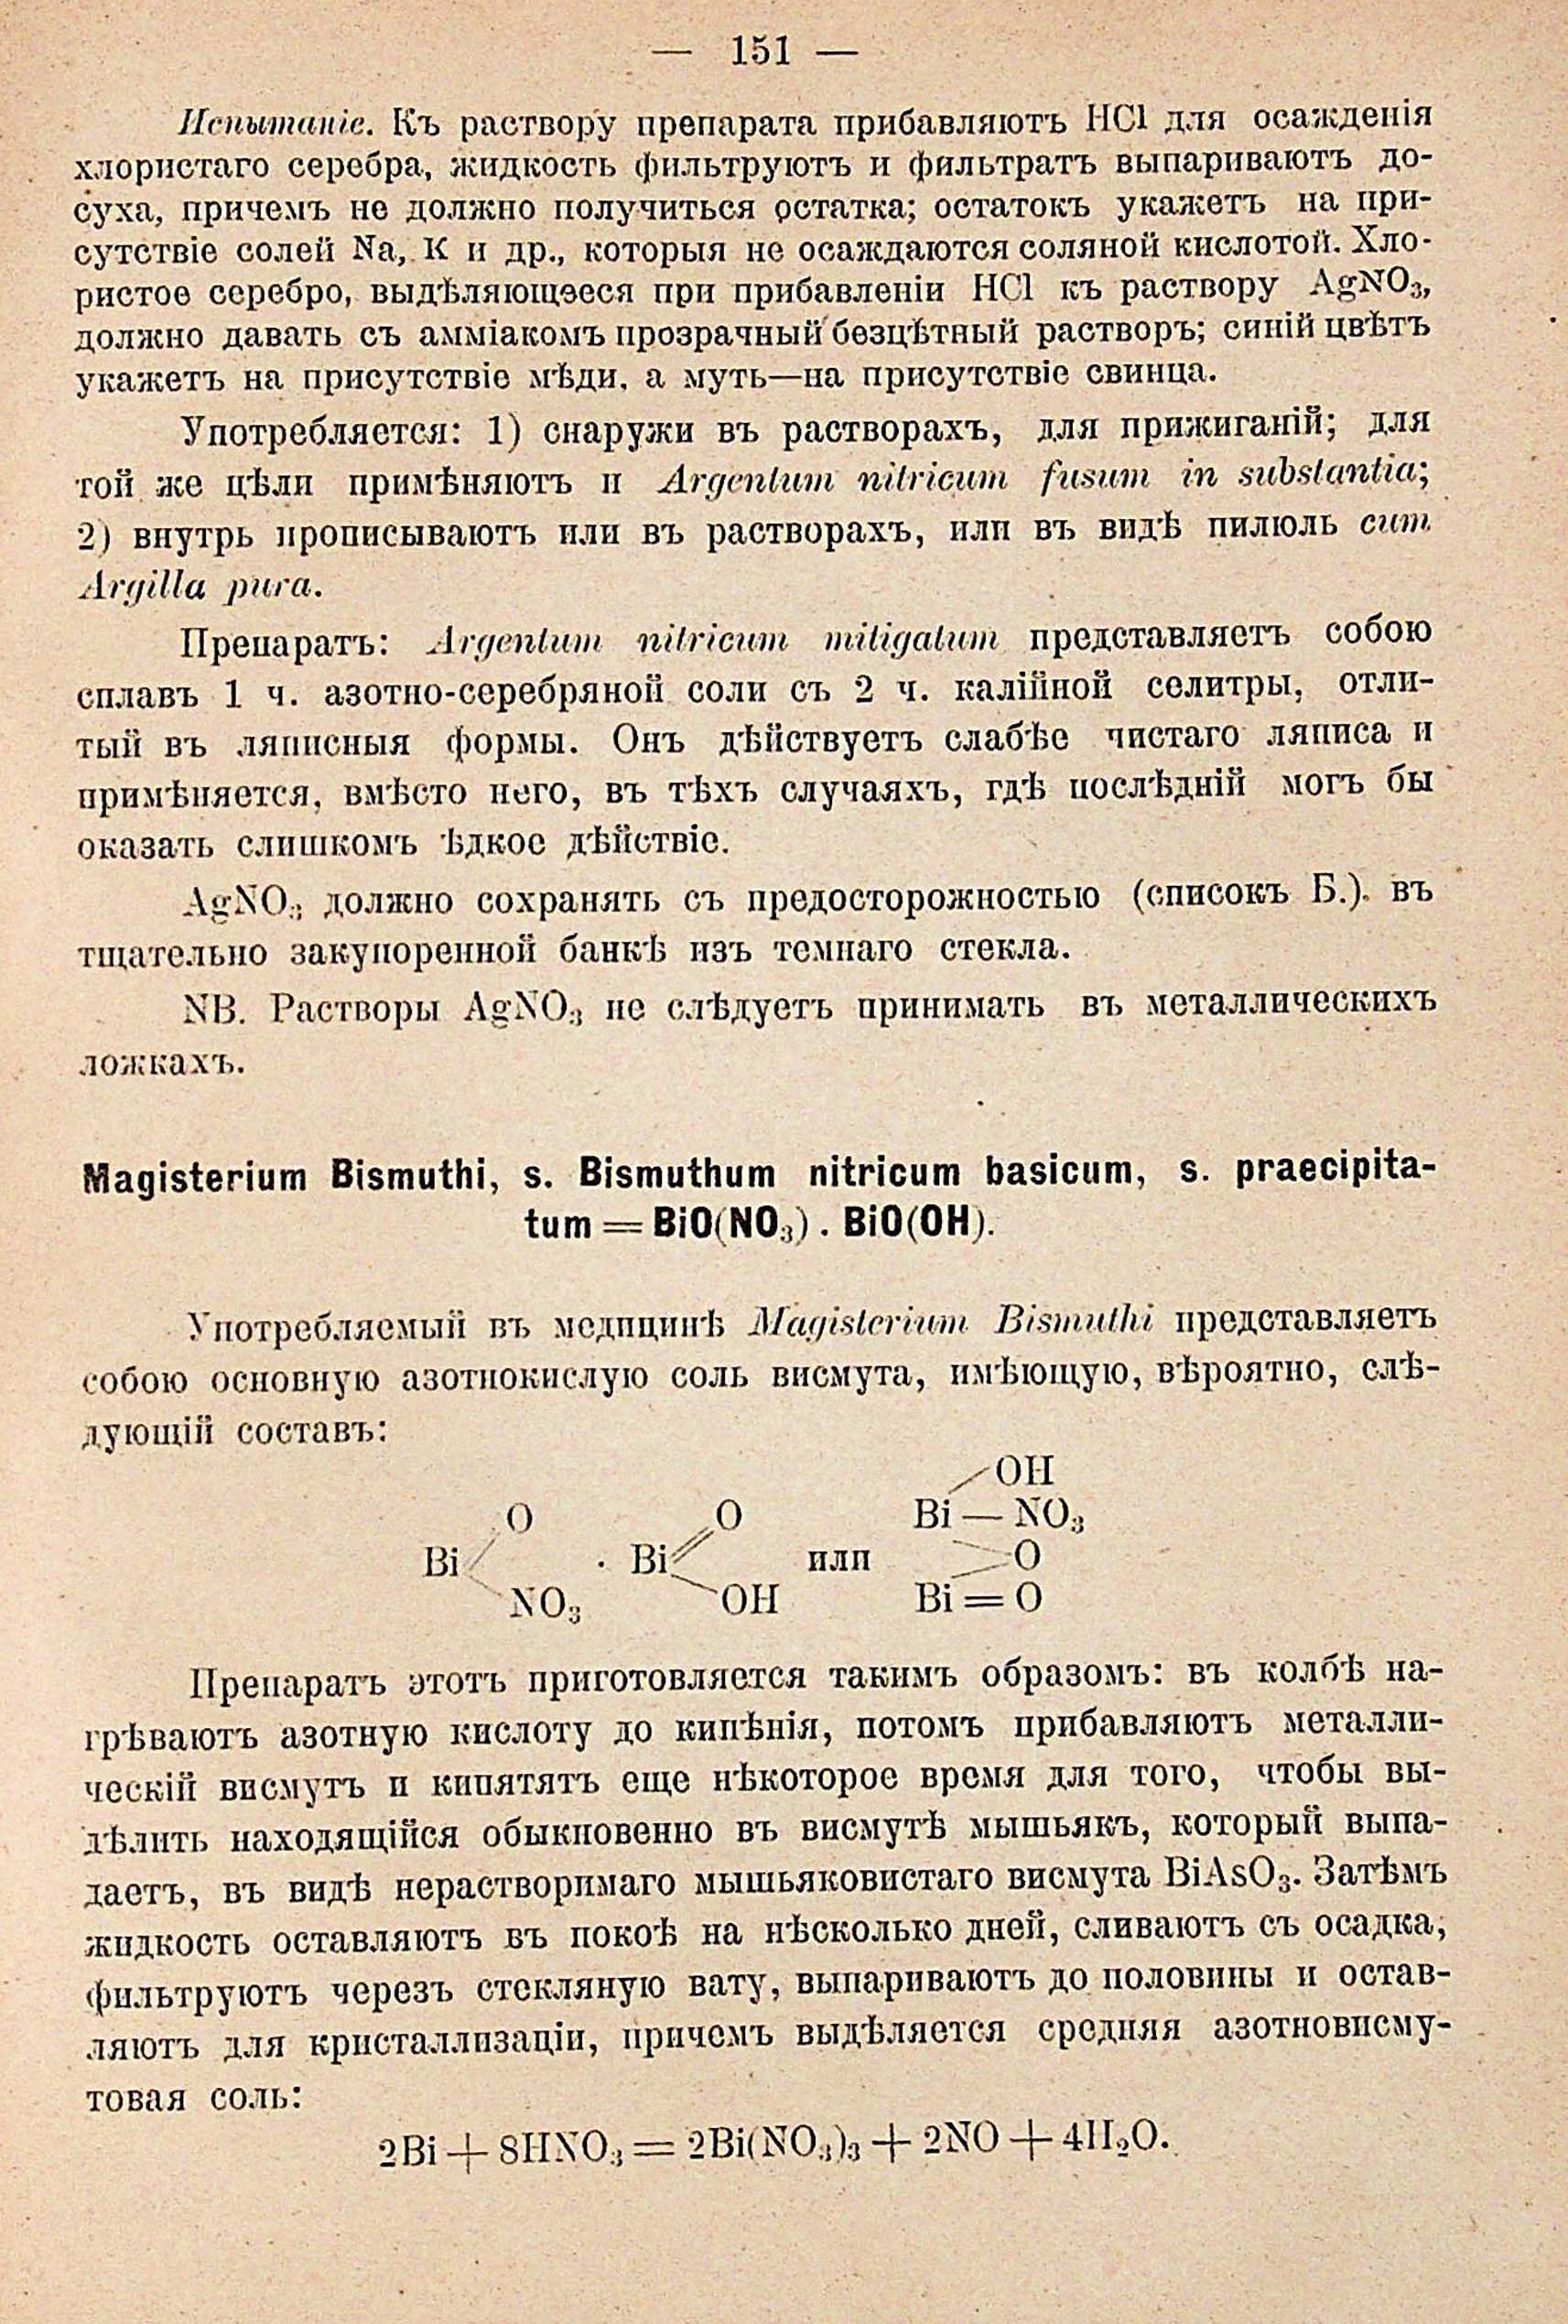 — 151 —
Испытаніе. Къ раствору препарата прибавляютъ HCl для осажденія
хлористаго серебра, жидкость фильтруютъ и фильтратъ выпариваютъ до-
суха, причемъ не должно получиться остатка; остатокъ укажетъ на при-
сутствіе солей Na, K и др., которыя не осаждаются соляной кислотой. Хло-
ристое серебро, выдѣляющееся при прибавленіи HCl къ раствору AgNO₃,
должно давать съ амміакомъ прозрачный безцѣтный растворъ; синій цвѣтъ
укажетъ на присутствіе мѣди, а муть—на присутствіе свинца.
Употребляется: 1) снаружи въ растворахъ, для прижиганій; для
той же цѣли примѣняютъ и Argentum nitricum fusum in substantia;
2) внутрь прописываютъ или въ растворахъ, или въ видѣ пилюль cum
Argilla pura.
Препаратъ: Argentum nitricum mitigatum представляетъ собою
сплавъ 1 ч. азотно-серебряной соли съ 2 ч. калійной селитры, отли-
тый въ ляписныя формы. Онъ дѣйствуетъ слабѣе чистаго ляписа и
примѣняется, вмѣсто него, въ тѣхъ случаяхъ, гдѣ послѣдній могъ бы
оказать слишкомъ ѣдкое дѣйствіе.
AgNO₃ должно сохранять съ предосторожностью (списокъ Б.). въ
тщательно закупоренной банкѣ изъ темнаго стекла.
NB. Растворы AgNO₃ не слѣдуетъ принимать въ металлическихъ
ложкахъ.
Magisterium Bismuthi, s. Bismuthum nitricum basicum, s. praecipita-
tum = BiO(NO₃) . BiO(OH).
Употребляемый въ медицинѣ Magisterium Bismuthi представляетъ
собою основную азотнокислую соль висмута, имѣющую, вѣроятно, слѣ-
дующій составъ:
OH
O O Bi — NO₃
Bi · Bi или O
NO₃ OH Bi = O
Препаратъ этотъ приготовляется такимъ образомъ: въ колбѣ на-
грѣваютъ азотную кислоту до кипѣнія, потомъ прибавляютъ металли-
ческій висмутъ и кипятятъ еще нѣкоторое время для того, чтобы вы-
дѣлить находящійся обыкновенно въ висмутѣ мышьякъ, который выпа-
даетъ, въ видѣ нерастворимаго мышьяковистаго висмута BiAsO₃. Затѣмъ
жидкость оставляютъ въ покоѣ на нѣсколько дней, сливаютъ съ осадка,
фильтруютъ черезъ стекляную вату, выпариваютъ до половины и остав-
ляютъ для кристаллизаціи, причемъ выдѣляется средняя азотновисму-
товая соль:
2Bi + 8HNO₃ = 2Bi(NO₃)₃ + 2NO + 4H₂O.